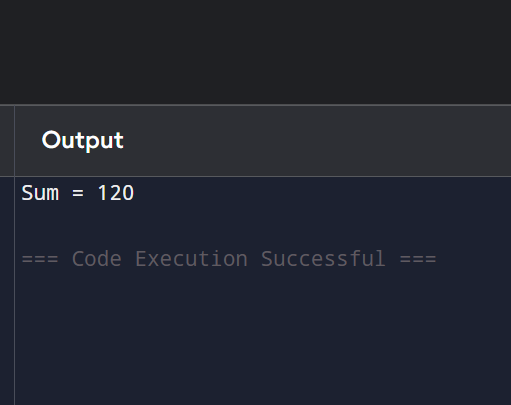 Output
Sum = 120
=== Code Execution Successful ===